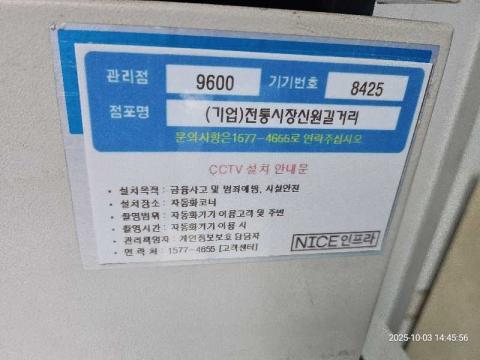 관리점 9600 기기번호 8425
점포명 (기업)전통시장신원길거리
문의사항은1577-4655로 연락주십시오
CCTV 설치 안내문
• 설치목적 : 금융사고 및 범죄예방, 시설안전
• 설치장소 : 자동화코너
• 촬영범위 : 자동화기기 이용고객 및 주변
• 촬영시간 : 자동화기기 이용 시
• 관리책임자 : 개인정보보호 담당자
• 연 락 처 : 1577-4655 [고객센터]
NICE인프라
2025-10-03 14:45:56